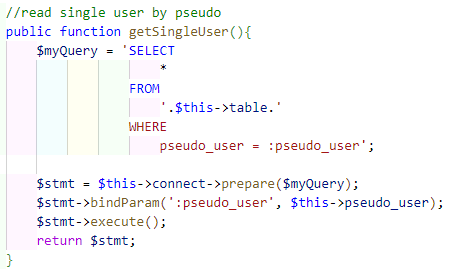 //read single user by pseudo
public function getSingleUser(){
    $myQuery = 'SELECT
                    *
                FROM
                    '.$this->table.'
                WHERE
                    pseudo_user = :pseudo_user';

    $stmt = $this->connect->prepare($myQuery);
    $stmt->bindParam(':pseudo_user', $this->pseudo_user);
    $stmt->execute();
    return $stmt;
}